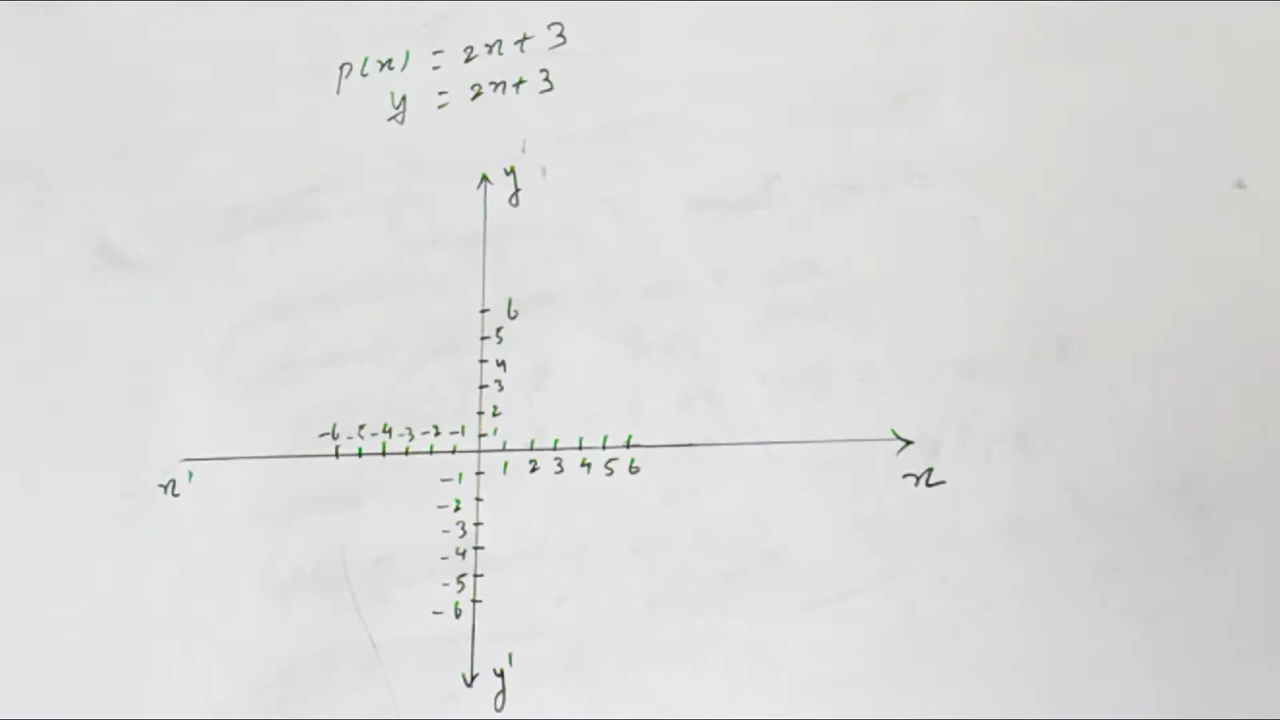 p(x) = 2x + 3
y = 2x + 3
y
6
5
4
3
2
1
-6 -5 -4 -3 -2 -1
1 2 3 4 5 6
x'
x
-1
-2
-3
-4
-5
-6
y'